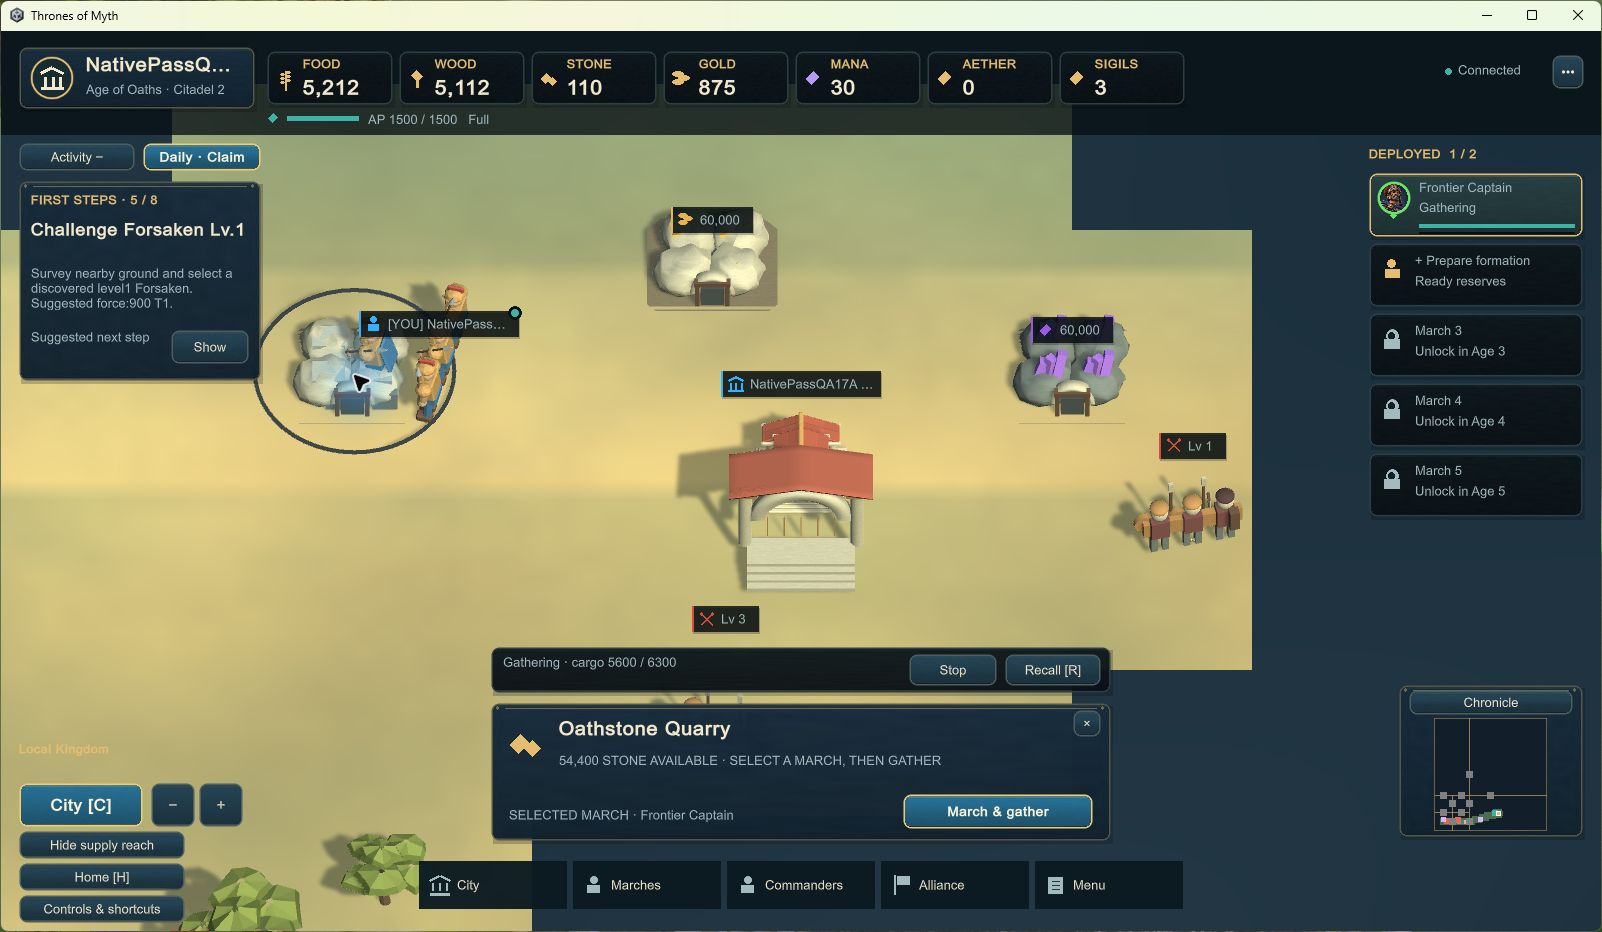 Thrones of Myth
NativePassQ...
Age of Oaths · Citadel 2
FOOD
5,212
WOOD
5,112
STONE
110
GOLD
875
MANA
30
AETHER
0
SIGILS
3
Connected
AP 1500 / 1500 Full
Activity –
Daily · Claim
FIRST STEPS · 5 / 8
Challenge Forsaken Lv.1
Survey nearby ground and select a
discovered level1 Forsaken.
Suggested force:900 T1.
Suggested next step
Show
60,000
[YOU] NativePass...
60,000
NativePassQA17A ...
Lv 1
Lv 3
DEPLOYED 1 / 2
Frontier Captain
Gathering
+ Prepare formation
Ready reserves
March 3
Unlock in Age 3
March 4
Unlock in Age 4
March 5
Unlock in Age 5
Gathering · cargo 5600 / 6300
Stop
Recall [R]
Oathstone Quarry
×
54,400 STONE AVAILABLE · SELECT A MARCH, THEN GATHER
SELECTED MARCH · Frontier Captain
March & gather
Chronicle
Local Kingdom
City [C]
−
+
Hide supply reach
Home [H]
Controls & shortcuts
City
Marches
Commanders
Alliance
Menu